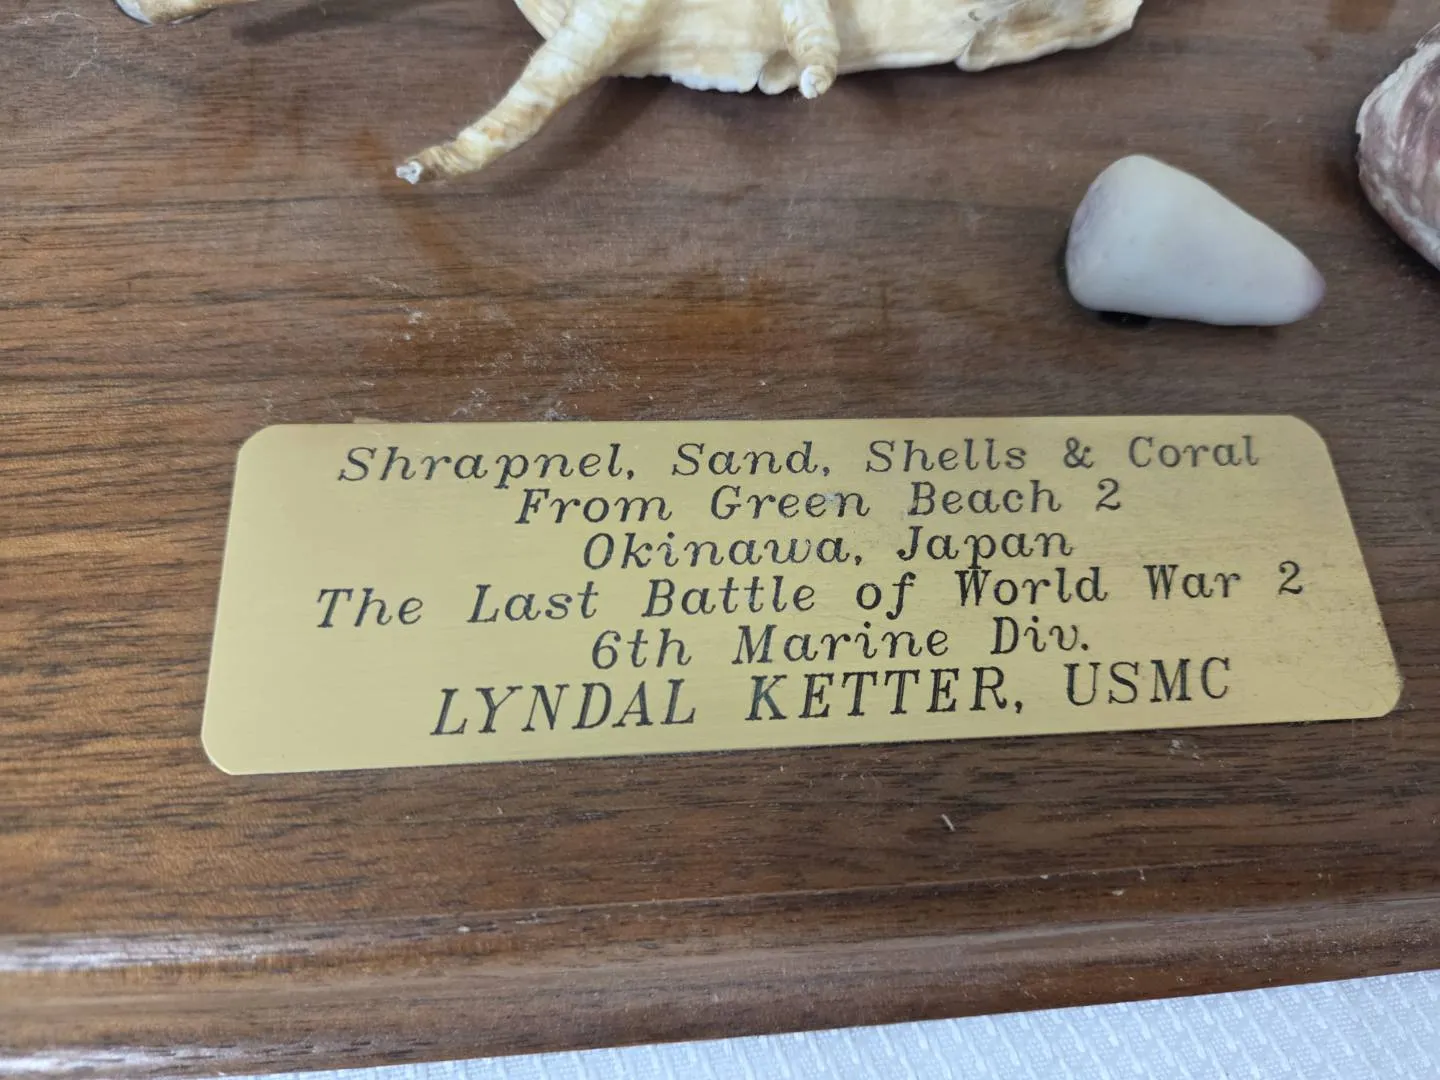 Shrapnel, Sand, Shells & Coral
From Green Beach 2
Okinawa, Japan
The Last Battle of World War 2
6th Marine Div.
LYNDAL KETTER, USMC